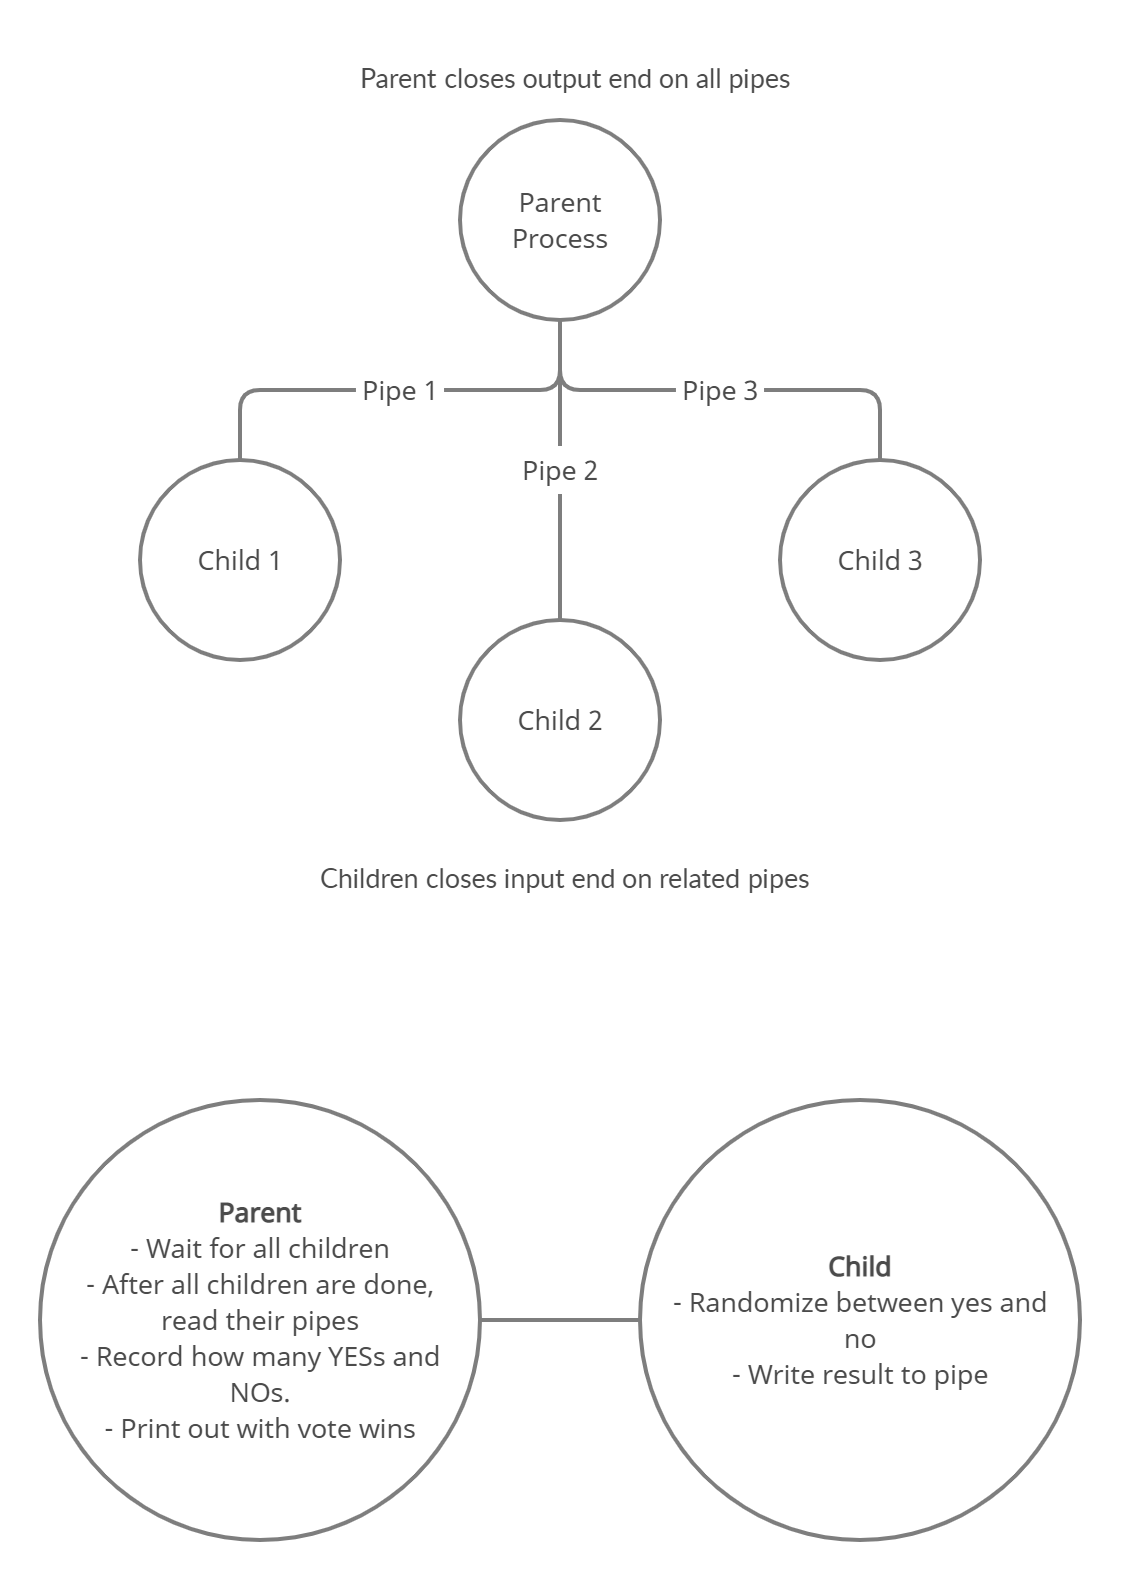 Parent closes output end on all pipes
Parent
Process
Pipe 1
Pipe 3
Pipe 2
Child 1
Child 3
Child 2
Children closes input end on related pipes
Parent
- Wait for all children
- After all children are done,
read their pipes
- Record how many YESs and
NOs.
- Print out with vote wins
Child
- Randomize between yes and
no
- Write result to pipe